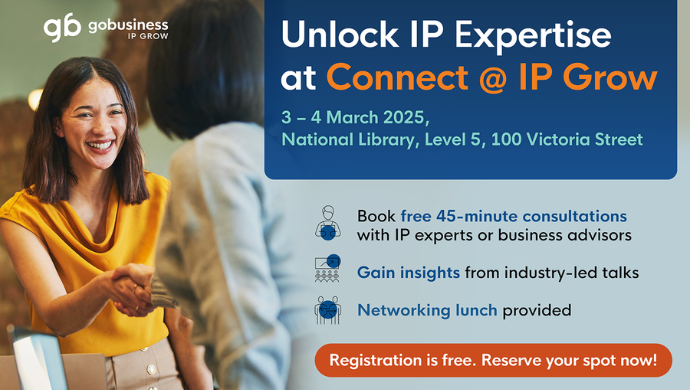 gb gobusiness
IP GROW
Unlock IP Expertise
at Connect @ IP Grow
3 – 4 March 2025,
National Library, Level 5, 100 Victoria Street
Book free 45-minute consultations
with IP experts or business advisors
Gain insights from industry-led talks
Networking lunch provided
Registration is free. Reserve your spot now!